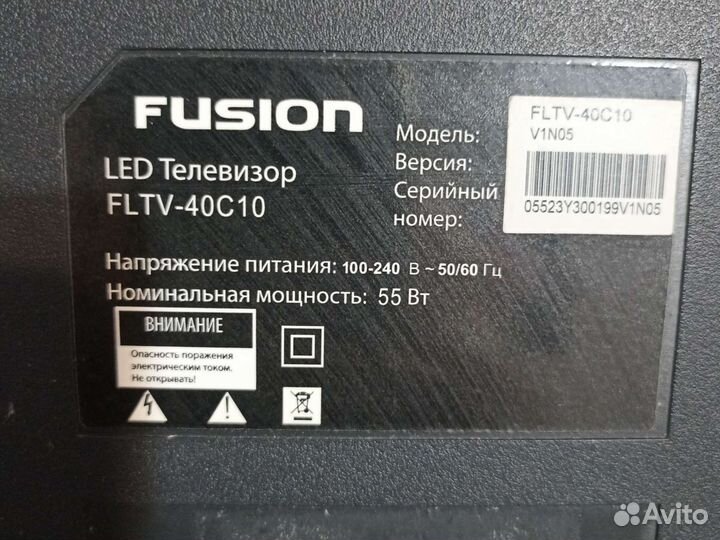 FUSION
LED Телевизор
FLTV-40C10
Модель:
Версия:
Серийный
номер:
FLTV-40C10
V1N05
05523Y300199V1N05
Напряжение питания: 100-240 В ~ 50/60 Гц
Номинальная мощность: 55 Вт
ВНИМАНИЕ
Опасность поражения
электрическим током.
Не открывать!
Avito